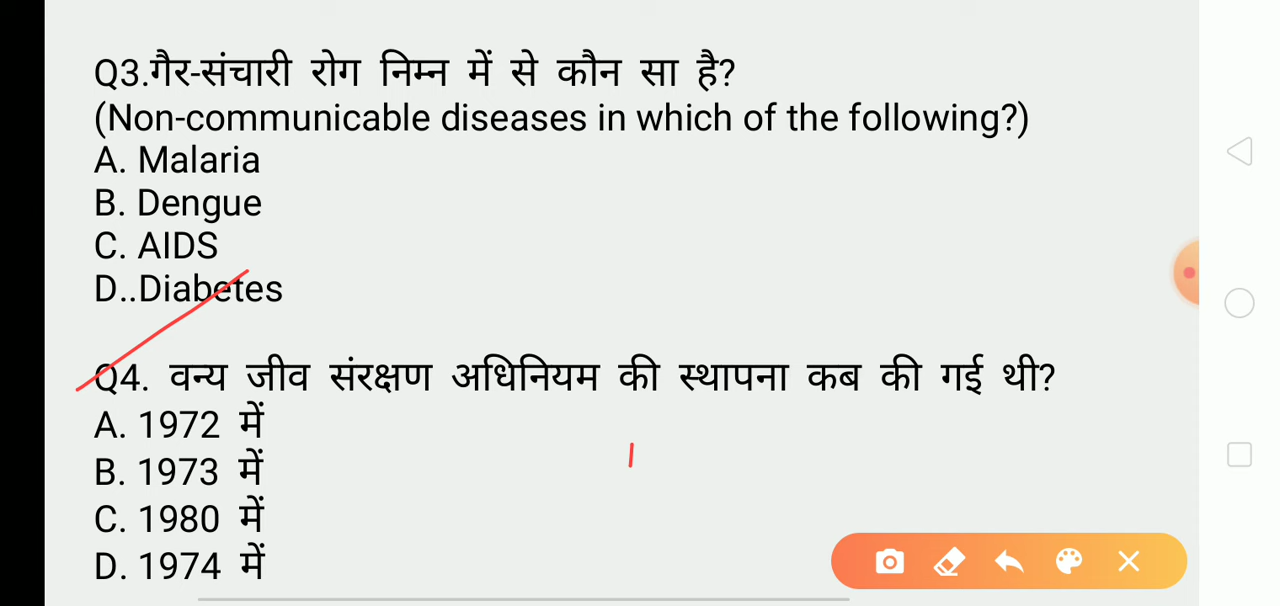 Q3.गैर-संचारी रोग निम्न में से कौन सा है?
(Non-communicable diseases in which of the following?)
A. Malaria
B. Dengue
C. AIDS
D..Diabetes
Q4. वन्य जीव संरक्षण अधिनियम की स्थापना कब की गई थी?
A. 1972 में
B. 1973 में
C. 1980 में
D. 1974 में